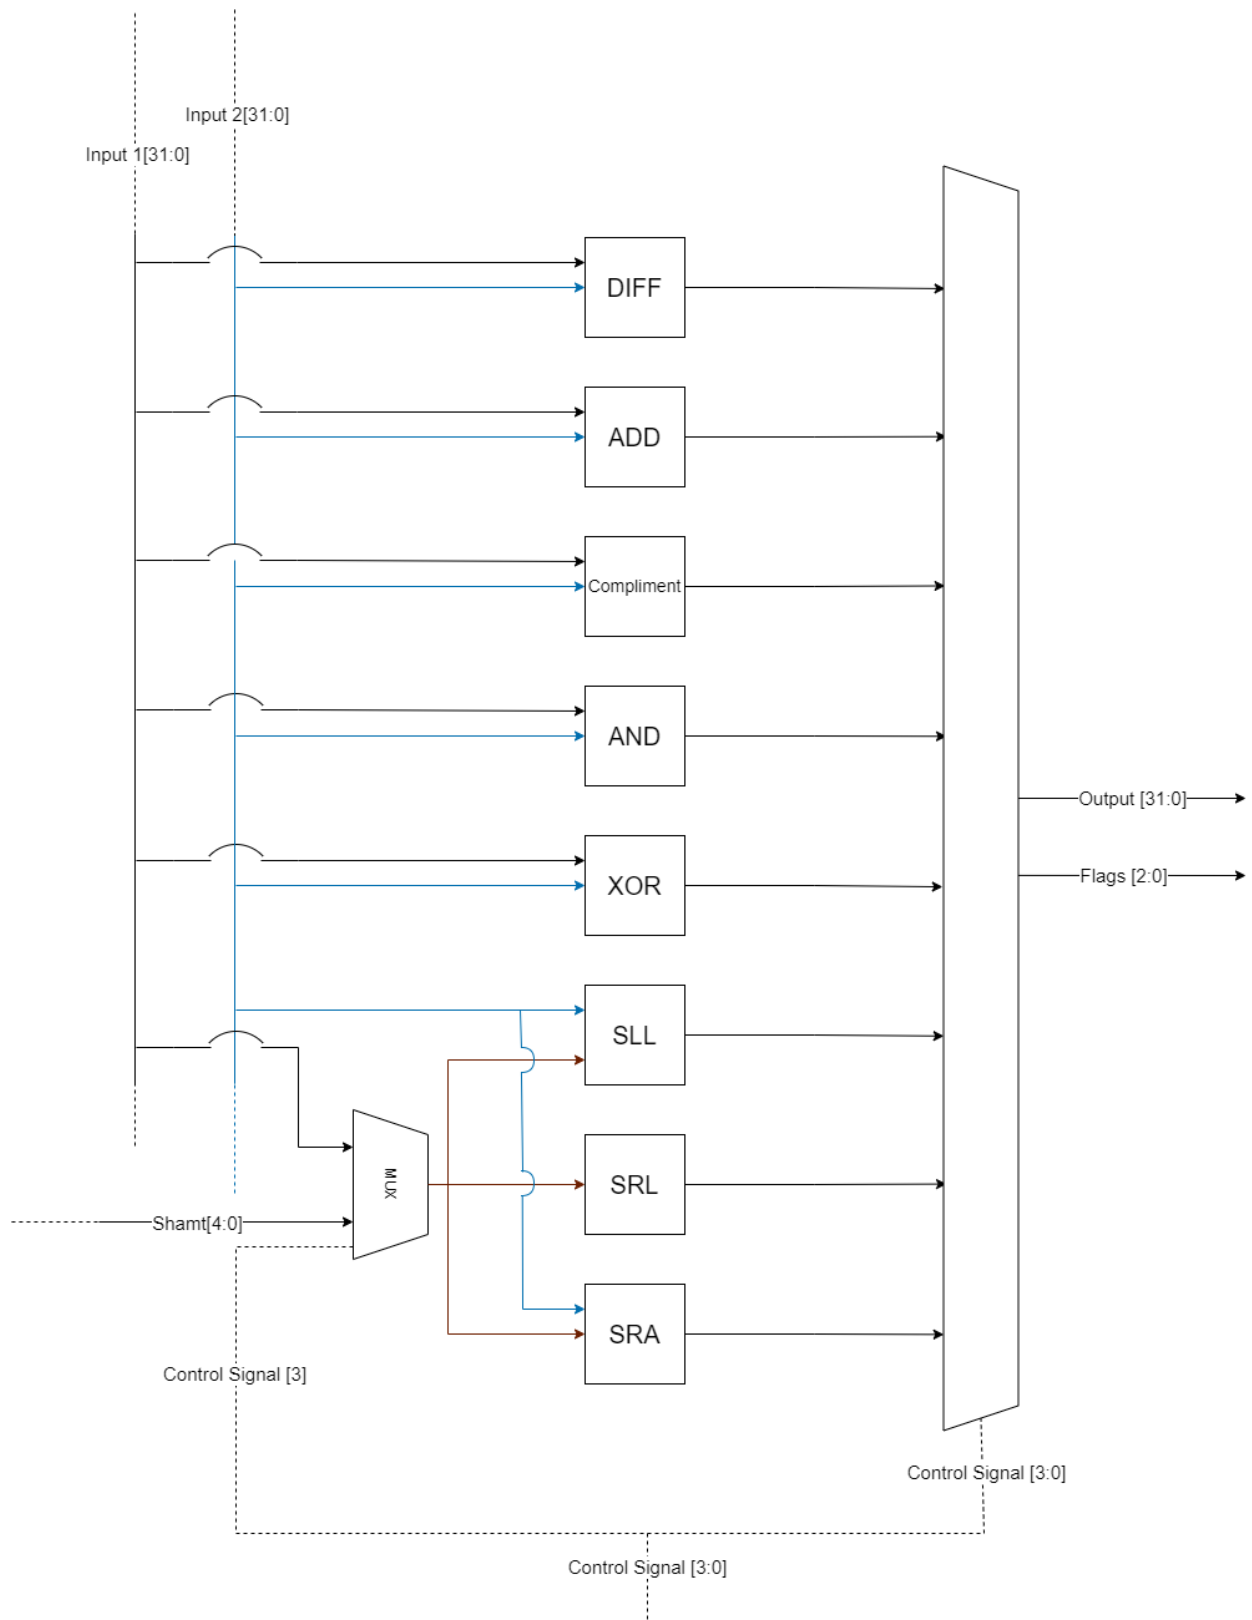 Input 2[31:0]
Input 1[31:0]
DIFF
ADD
Compliment
AND
Output [31:0]
Flags [2:0]
XOR
SLL
MUX
SRL
Shamt[4:0]
SRA
Control Signal [3]
Control Signal [3:0]
Control Signal [3:0]